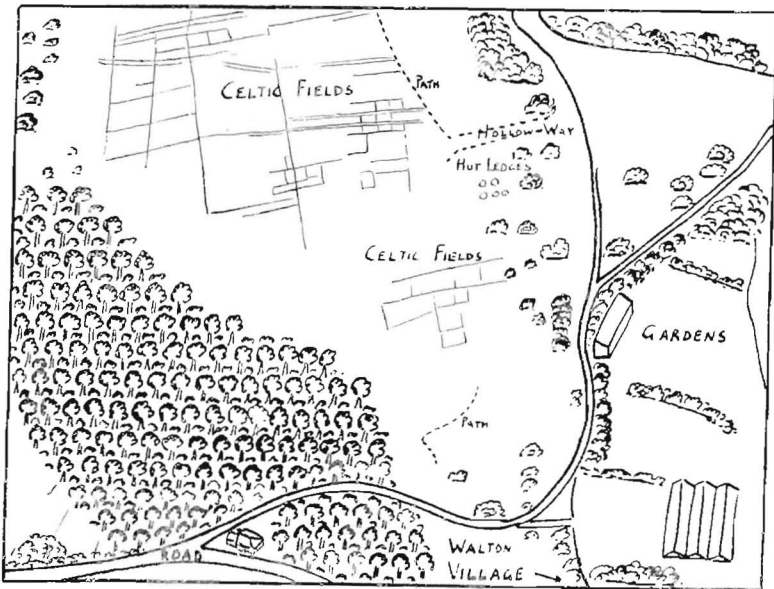 CELTIC FIELDS
PATH
HOLLOW-WAY
HUT LEDGES
CELTIC FIELDS
GARDENS
PATH
ROAD
WALTON
VILLAGE